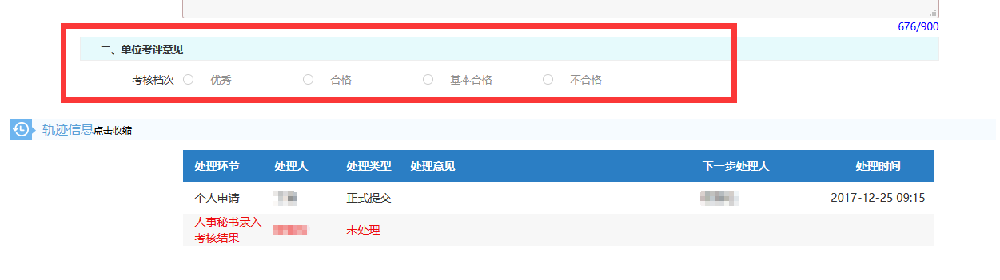 676/900
二、单位考评意见
考核档次 优秀 合格 基本合格 不合格
轨迹信息点击收缩
处理环节 处理人 处理类型 处理意见 下一步处理人 处理时间
个人申请 正式提交 2017-12-25 09:15
人事秘书录入
考核结果 未处理